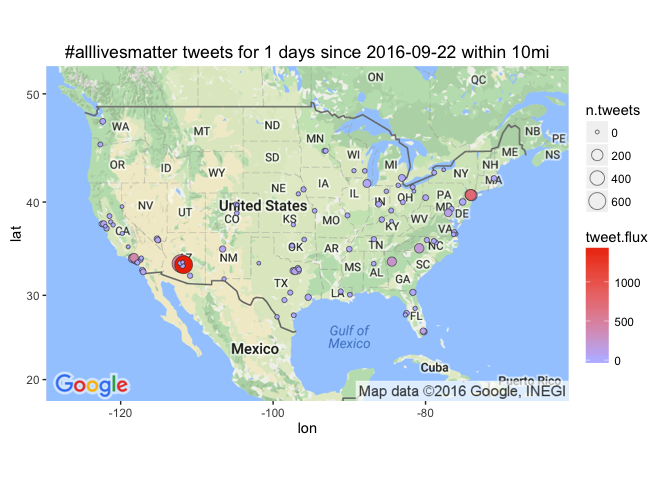 #alllivesmatter tweets for 1 days since 2016-09-22 within 10mi
lat
50
40
30
20
-120
-100
-80
lon
ON
QC
WA
MT
ND
MN
NB
PE
ME
NS
OR
ID
WY
SD
WI
MI
NY
NH
MA
NE
IA
IL
IN
OH
PA
NV
UT
United States
CO
KS
MO
KY
WV
MD
DE
VA
CA
OK
AR
TN
NC
NM
MS
AL
SC
TX
LA
GA
FL
Gulf of
Mexico
Mexico
Cuba
Puerto Rico
Google
Map data ©2016 Google, INEGI
n.tweets
0
200
400
600
tweet.flux
1000
500
0